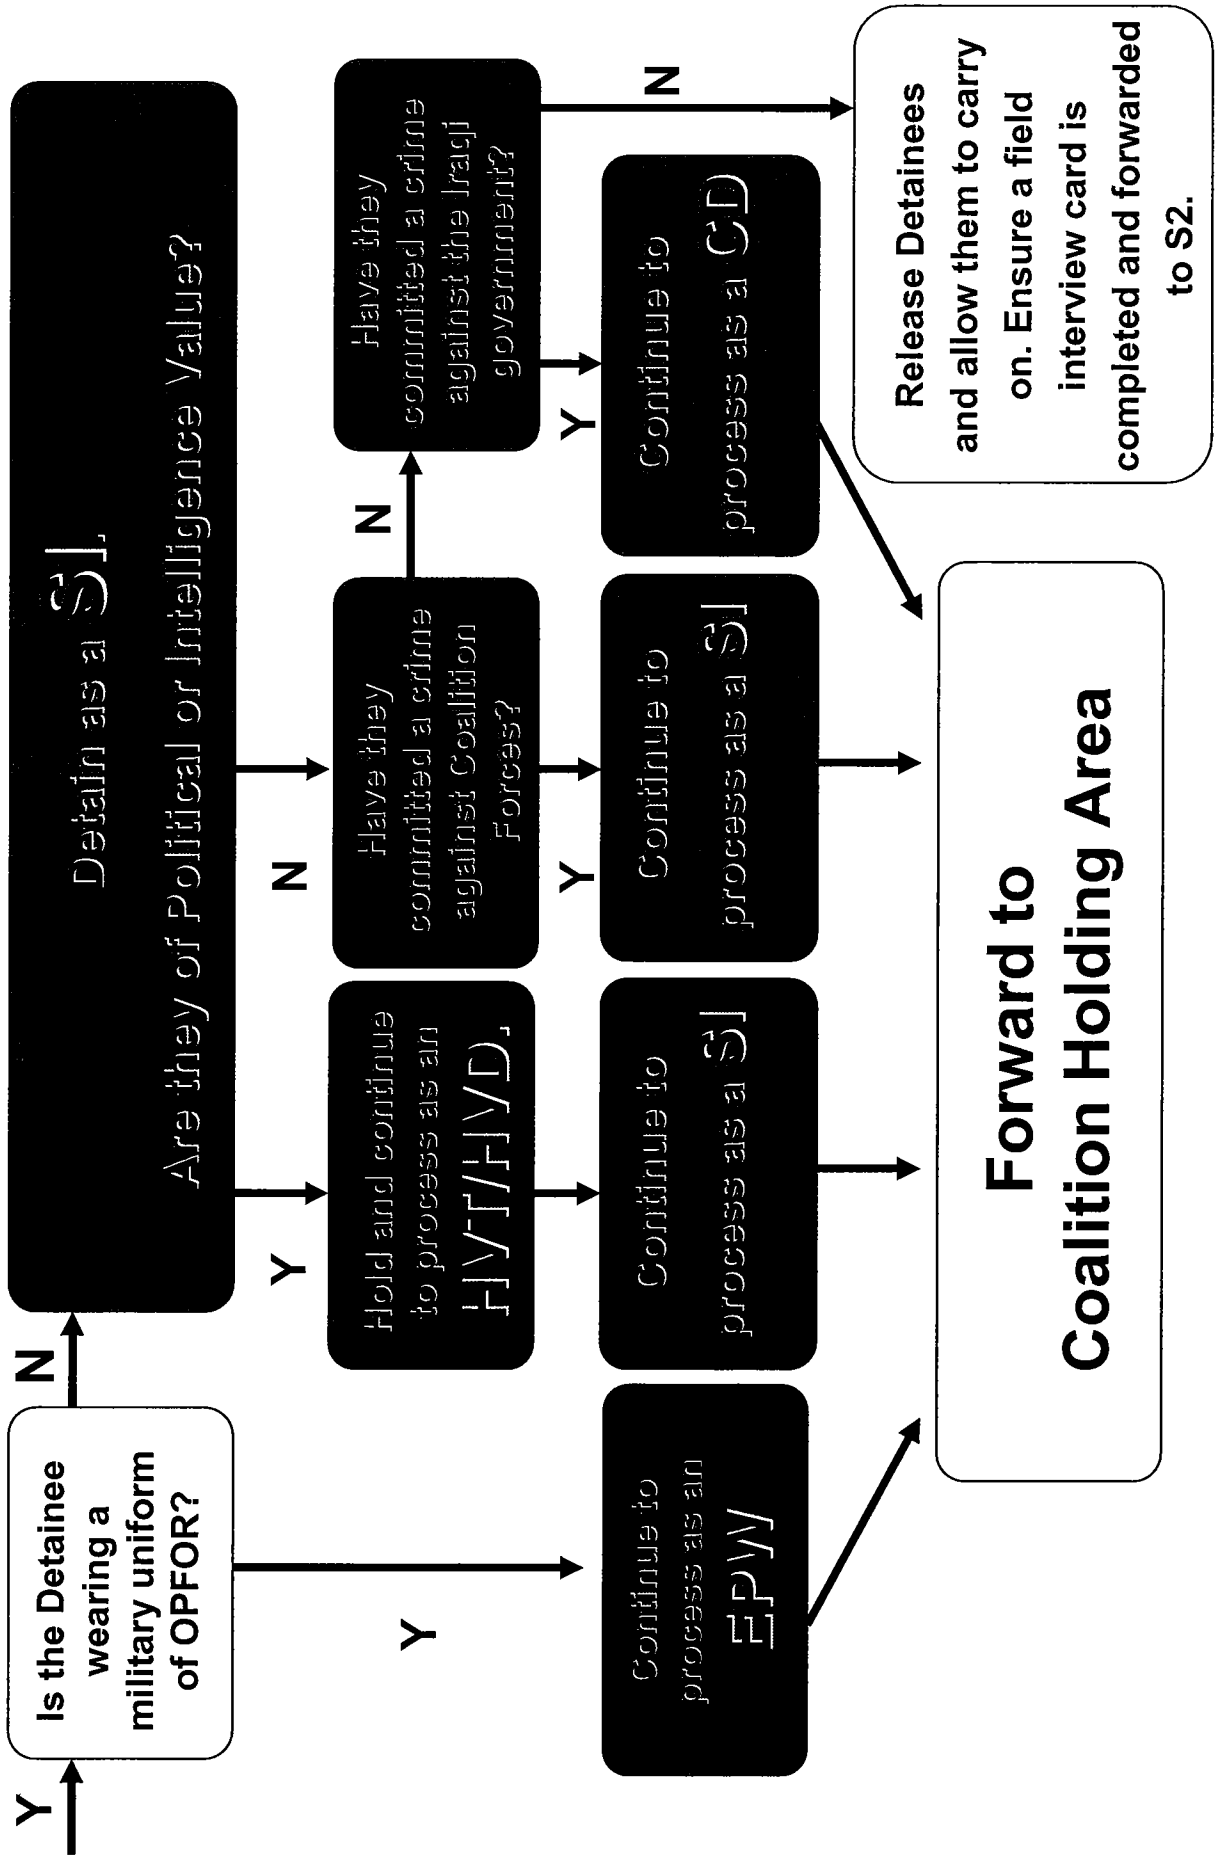 Y
Is the Detainee
wearing a
military uniform
of OPFOR?
N
Detain as a SI.
Are they of Political or Intelligence Value?
Y
Y
N
Hold and continue
to process as an
HVT/HVD.
Have they
committed a crime
against Coalition
Forces?
N
Have they
committed a crime
against the Iraqi
government?
Y
Y
N
Continue to
process as an
EPW
Continue to
process as a SI
Continue to
process as a SI
Continue to
process as a CD
Release Detainees
and allow them to carry
on. Ensure a field
interview card is
completed and forwarded
to S2.
Forward to
Coalition Holding Area